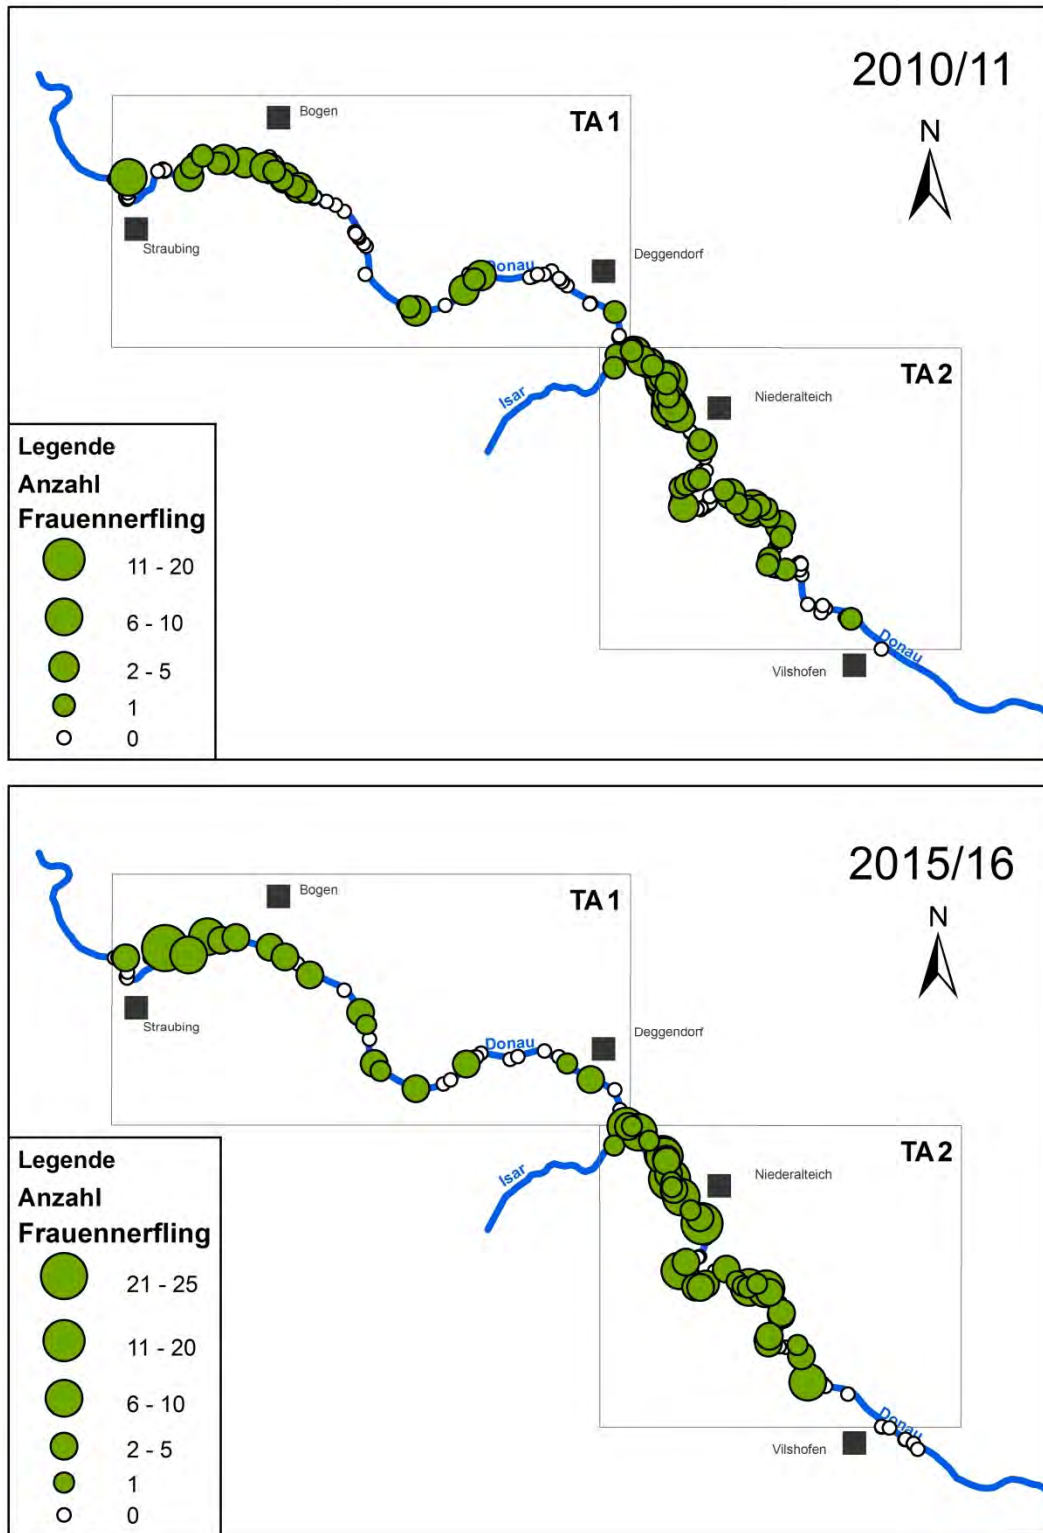 2010/11
Bogen
TA 1
N
Straubing
Donau
Deggendorf
Isar
TA 2
Niederalteich
Legende
Anzahl
Frauennerfling
11 - 20
6 - 10
2 - 5
1
0
Donau
Vilshofen
2015/16
Bogen
TA 1
N
Straubing
Donau
Deggendorf
Isar
TA 2
Niederalteich
Legende
Anzahl
Frauennerfling
21 - 25
11 - 20
6 - 10
2 - 5
1
0
Donau
Vilshofen